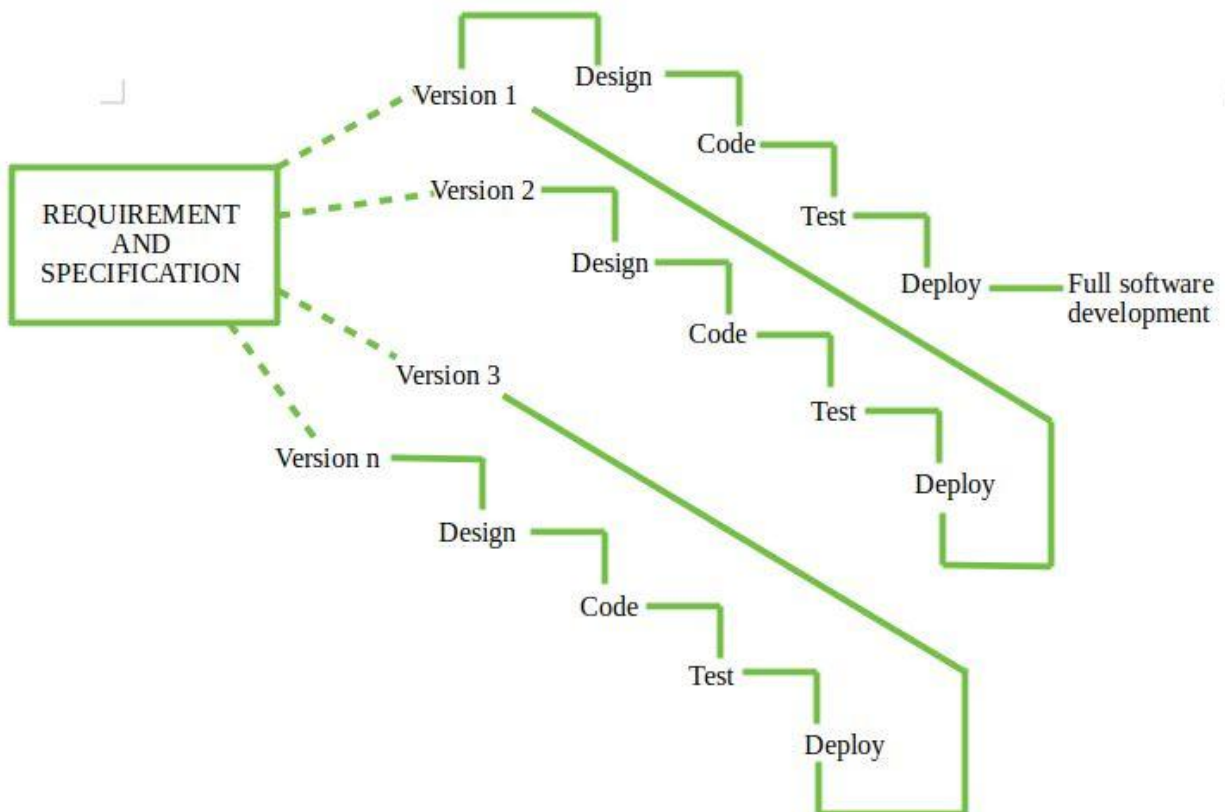 REQUIREMENT
AND
SPECIFICATION
Version 1
Design
Code
Test
Deploy
Full software
development
Version 2
Design
Code
Test
Deploy
Version 3
Version n
Design
Code
Test
Deploy